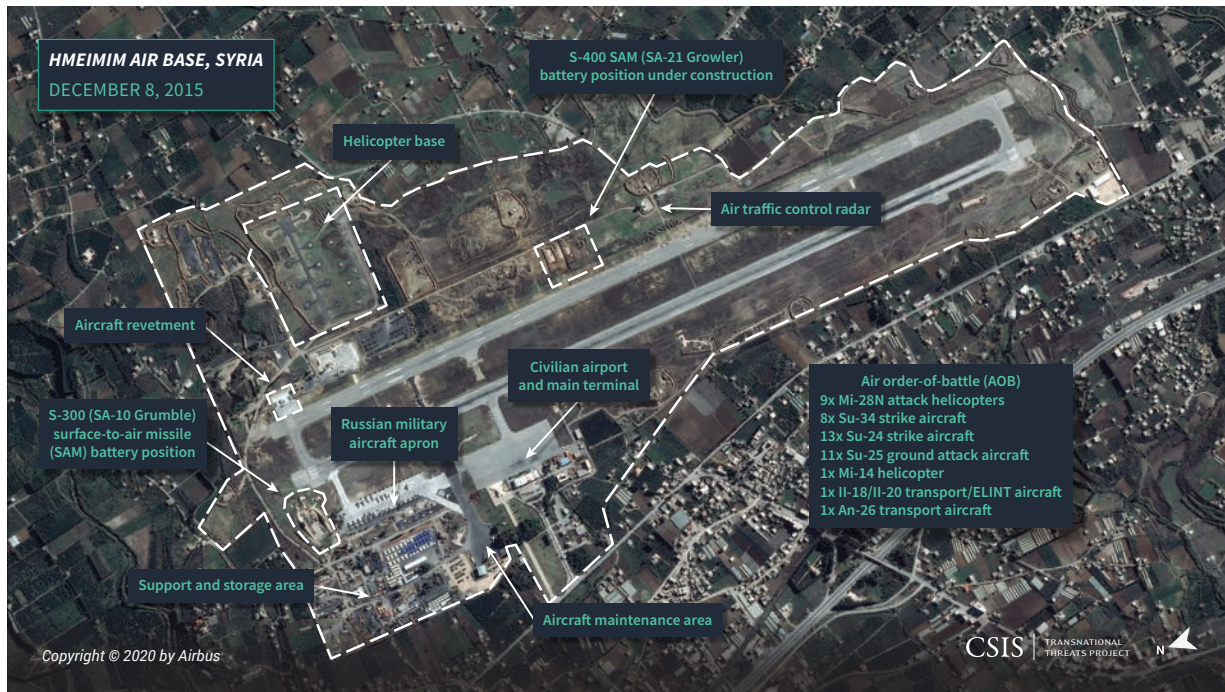 HMEIMIM AIR BASE, SYRIA
DECEMBER 8, 2015
S-400 SAM (SA-21 Growler)
battery position under construction
Helicopter base
Air traffic control radar
Aircraft revetment
Civilian airport
and main terminal
S-300 (SA-10 Grumble)
surface-to-air missile
(SAM) battery position
Russian military
aircraft apron
Air order-of-battle (AOB)
9x Mi-28N attack helicopters
8x Su-34 strike aircraft
13x Su-24 strike aircraft
11x Su-25 ground attack aircraft
1x Mi-14 helicopter
1x Il-18/Il-20 transport/ELINT aircraft
1x An-26 transport aircraft
Support and storage area
Aircraft maintenance area
Copyright © 2020 by Airbus
CSIS
TRANSNATIONAL
THREATS PROJECT
N